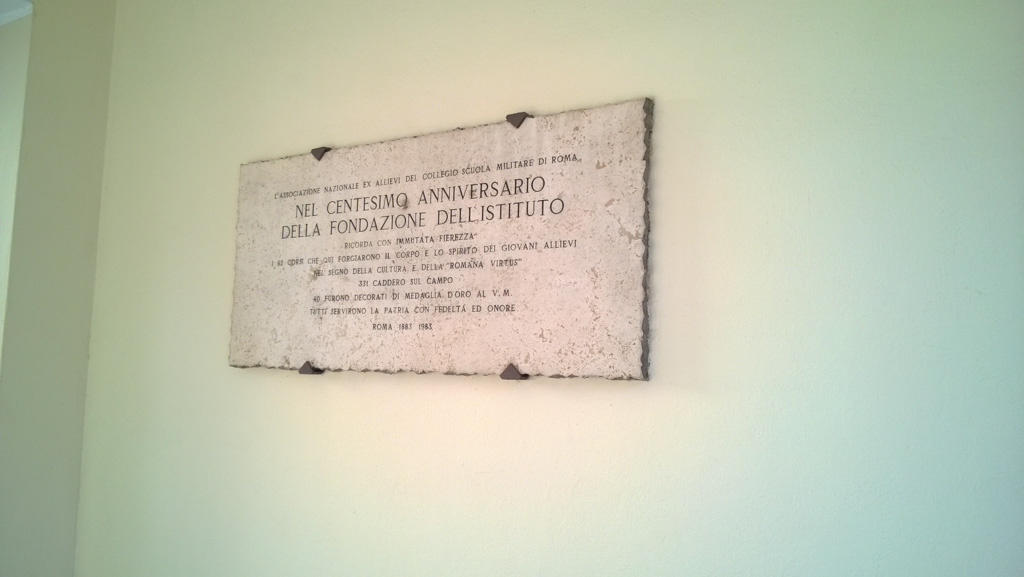 L'ASSOCIAZIONE NAZIONALE EX ALLIEVI DEL COLLEGIO SCUOLA MILITARE DI ROMA
NEL CENTESIMO ANNIVERSARIO
DELLA FONDAZIONE DELL'ISTITUTO
RICORDA CON IMMUTATA FIEREZZA
I 62 CORSI CHE QUI FORGIARONO IL CORPO E LO SPIRITO DEI GIOVANI ALLIEVI
NEL SEGNO DELLA CULTURA E DELLA "ROMANA VIRTUS"
331 CADDERO SUL CAMPO
40 FURONO DECORATI DI MEDAGLIA D'ORO AL V.M.
TUTTI SERVIRONO LA PATRIA CON FEDELTÀ ED ONORE
ROMA 1883 1983